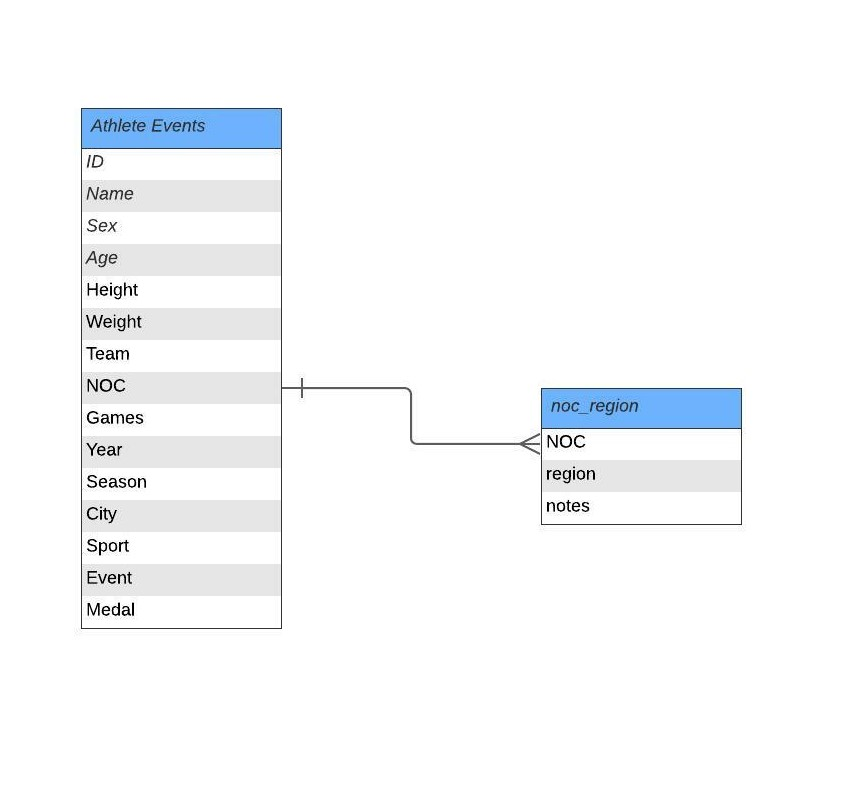 Athlete Events
ID
Name
Sex
Age
Height
Weight
Team
NOC
Games
Year
Season
City
Sport
Event
Medal
noc_region
NOC
region
notes